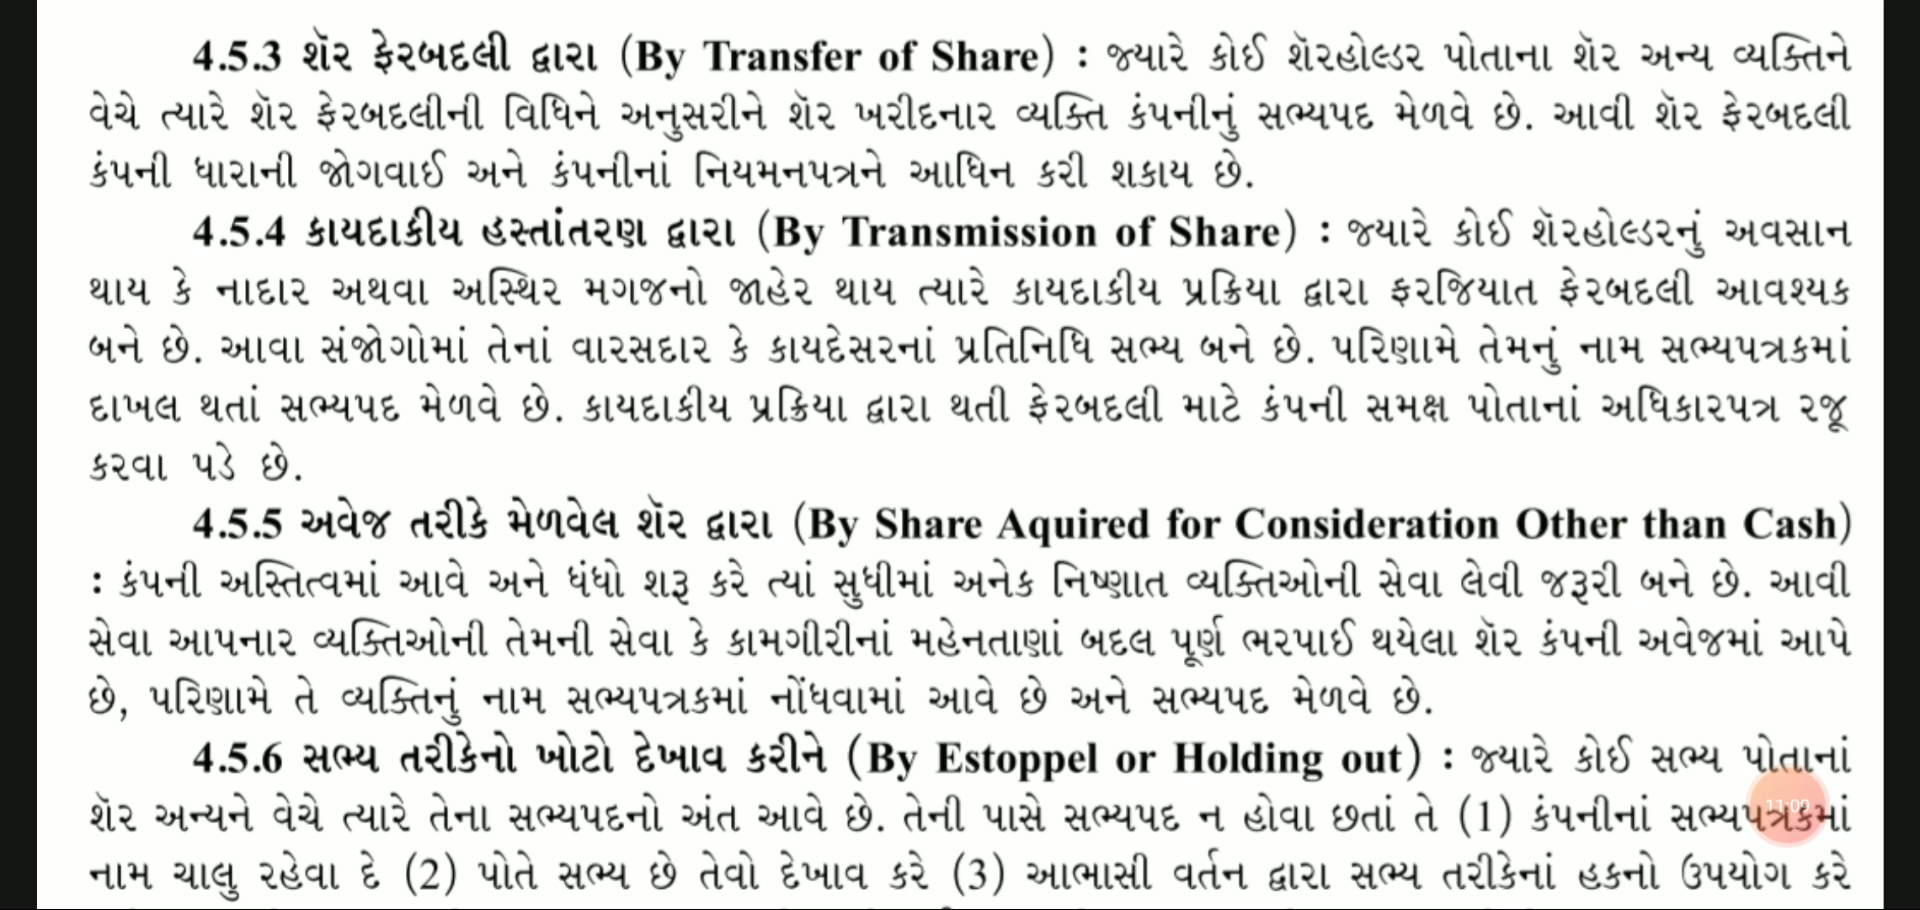 4.5.3 શૅર ફેરબદલી દ્વારા (By Transfer of Share) : જ્યારે કોઈ શૅરહોલ્ડર પોતાના શૅર અન્ય વ્યક્તિને
વેચે ત્યારે શૅર ફેરબદલીની વિધિને અનુસરીને શૅર ખરીદનાર વ્યક્તિ કંપનીનું સભ્યપદ મેળવે છે. આવી શૅર ફેરબદલી
કંપની ધારાની જોગવાઈ અને કંપનીનાં નિયમનપત્રને આધિન કરી શકાય છે.
4.5.4 કાયદાકીય હસ્તાંતરણ દ્વારા (By Transmission of Share) : જ્યારે કોઈ શૅરહોલ્ડરનું અવસાન
થાય કે નાદાર અથવા અસ્થિર મગજનો જાહેર થાય ત્યારે કાયદાકીય પ્રક્રિયા દ્વારા ફરજિયાત ફેરબદલી આવશ્યક
બને છે. આવા સંજોગોમાં તેનાં વારસદાર કે કાયદેસરનાં પ્રતિનિધિ સભ્ય બને છે. પરિણામે તેમનું નામ સભ્યપત્રકમાં
દાખલ થતાં સભ્યપદ મેળવે છે. કાયદાકીય પ્રક્રિયા દ્વારા થતી ફેરબદલી માટે કંપની સમક્ષ પોતાનાં અધિકારપત્ર રજૂ
કરવા પડે છે.
4.5.5 અવેજ તરીકે મેળવેલ શૅર દ્વારા (By Share Aquired for Consideration Other than Cash)
: કંપની અસ્તિત્વમાં આવે અને ધંધો શરૂ કરે ત્યાં સુધીમાં અનેક નિષ્ણાત વ્યક્તિઓની સેવા લેવી જરૂરી બને છે. આવી
સેવા આપનાર વ્યક્તિઓની તેમની સેવા કે કામગીરીનાં મહેનતાણાં બદલ પૂર્ણ ભરપાઈ થયેલા શૅર કંપની અવેજમાં આપે
છે, પરિણામે તે વ્યક્તિનું નામ સભ્યપત્રકમાં નોંધવામાં આવે છે અને સભ્યપદ મેળવે છે.
4.5.6 સભ્ય તરીકેનો ખોટો દેખાવ કરીને (By Estoppel or Holding out) : જ્યારે કોઈ સભ્ય પોતાનાં
શૅર અન્યને વેચે ત્યારે તેના સભ્યપદનો અંત આવે છે. તેની પાસે સભ્યપદ ન હોવા છતાં તે (1) કંપનીનાં સભ્યપત્રકમાં
11:09
નામ ચાલુ રહેવા દે (2) પોતે સભ્ય છે તેવો દેખાવ કરે (3) આભાસી વર્તન દ્વારા સભ્ય તરીકેનાં હકનો ઉપયોગ કરે